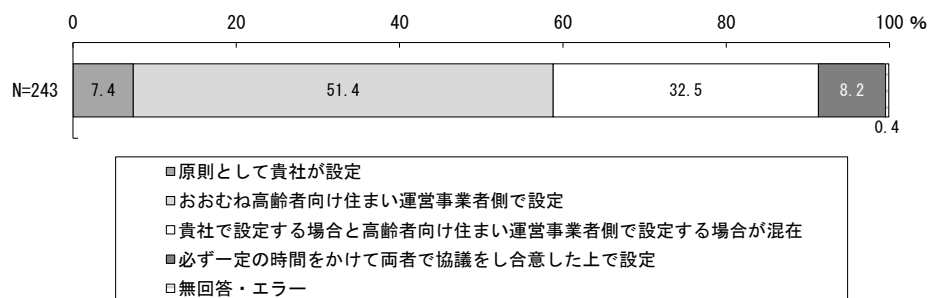 0 20 40 60 80 100 %
N=243 7.4 51.4 32.5 8.2
0.4
原則として貴社が設定
おおむね高齢者向け住まい運営事業者側で設定
貴社で設定する場合と高齢者向け住まい運営事業者側で設定する場合が混在
必ず一定の時間をかけて両者で協議をし合意した上で設定
無回答・エラー